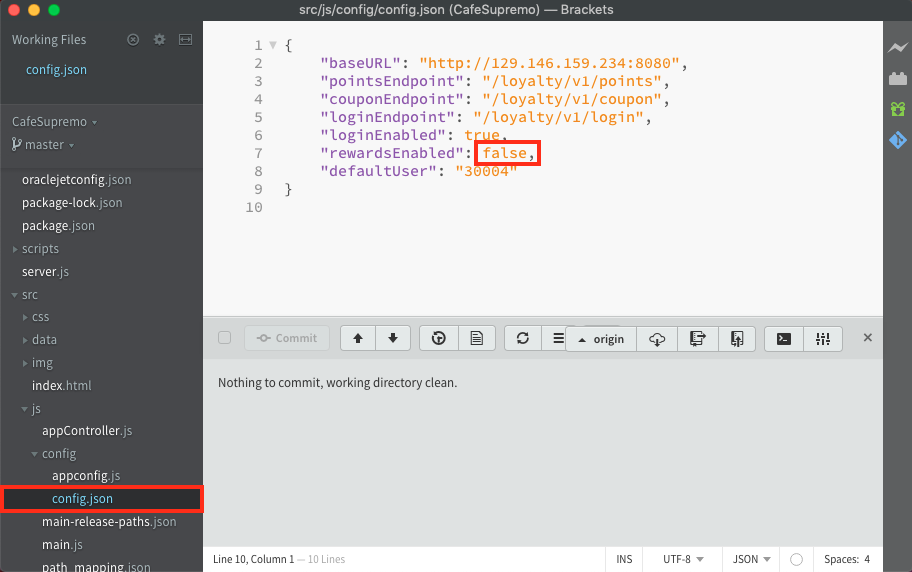 src/js/config/config.json (CafeSupremo) — Brackets
Working Files
config.json
CafeSupremo
master
oraclejetconfig.json
package-lock.json
package.json
scripts
server.js
src
css
data
img
index.html
js
appController.js
config
appconfig.js
config.json
main-release-paths.json
main.js
path_mapping.json
1 {
2 "baseURL": "http://129.146.159.234:8080",
3 "pointsEndpoint": "/loyalty/v1/points",
4 "couponEndpoint": "/loyalty/v1/coupon",
5 "loginEndpoint": "/loyalty/v1/login",
6 "loginEnabled": true,
7 "rewardsEnabled": false,
8 "defaultUser": "30004"
9 }
10
Commit
origin
Nothing to commit, working directory clean.
Line 10, Column 1 — 10 Lines
INS
UTF-8
JSON
Spaces: 4